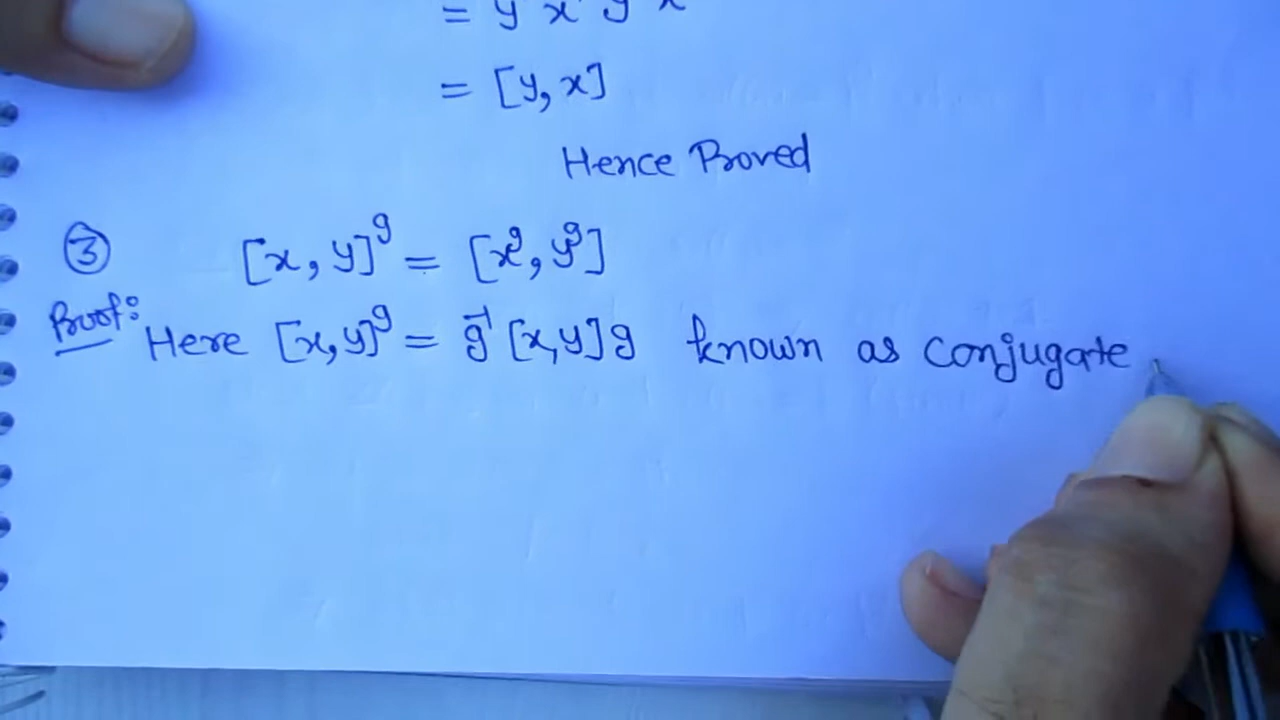 = [y, x]
Hence Proved
③ [x, y]^g = [x^g, y^g]
Proof: Here [x,y]^g = g⁻¹ [x,y] g known as conjugate